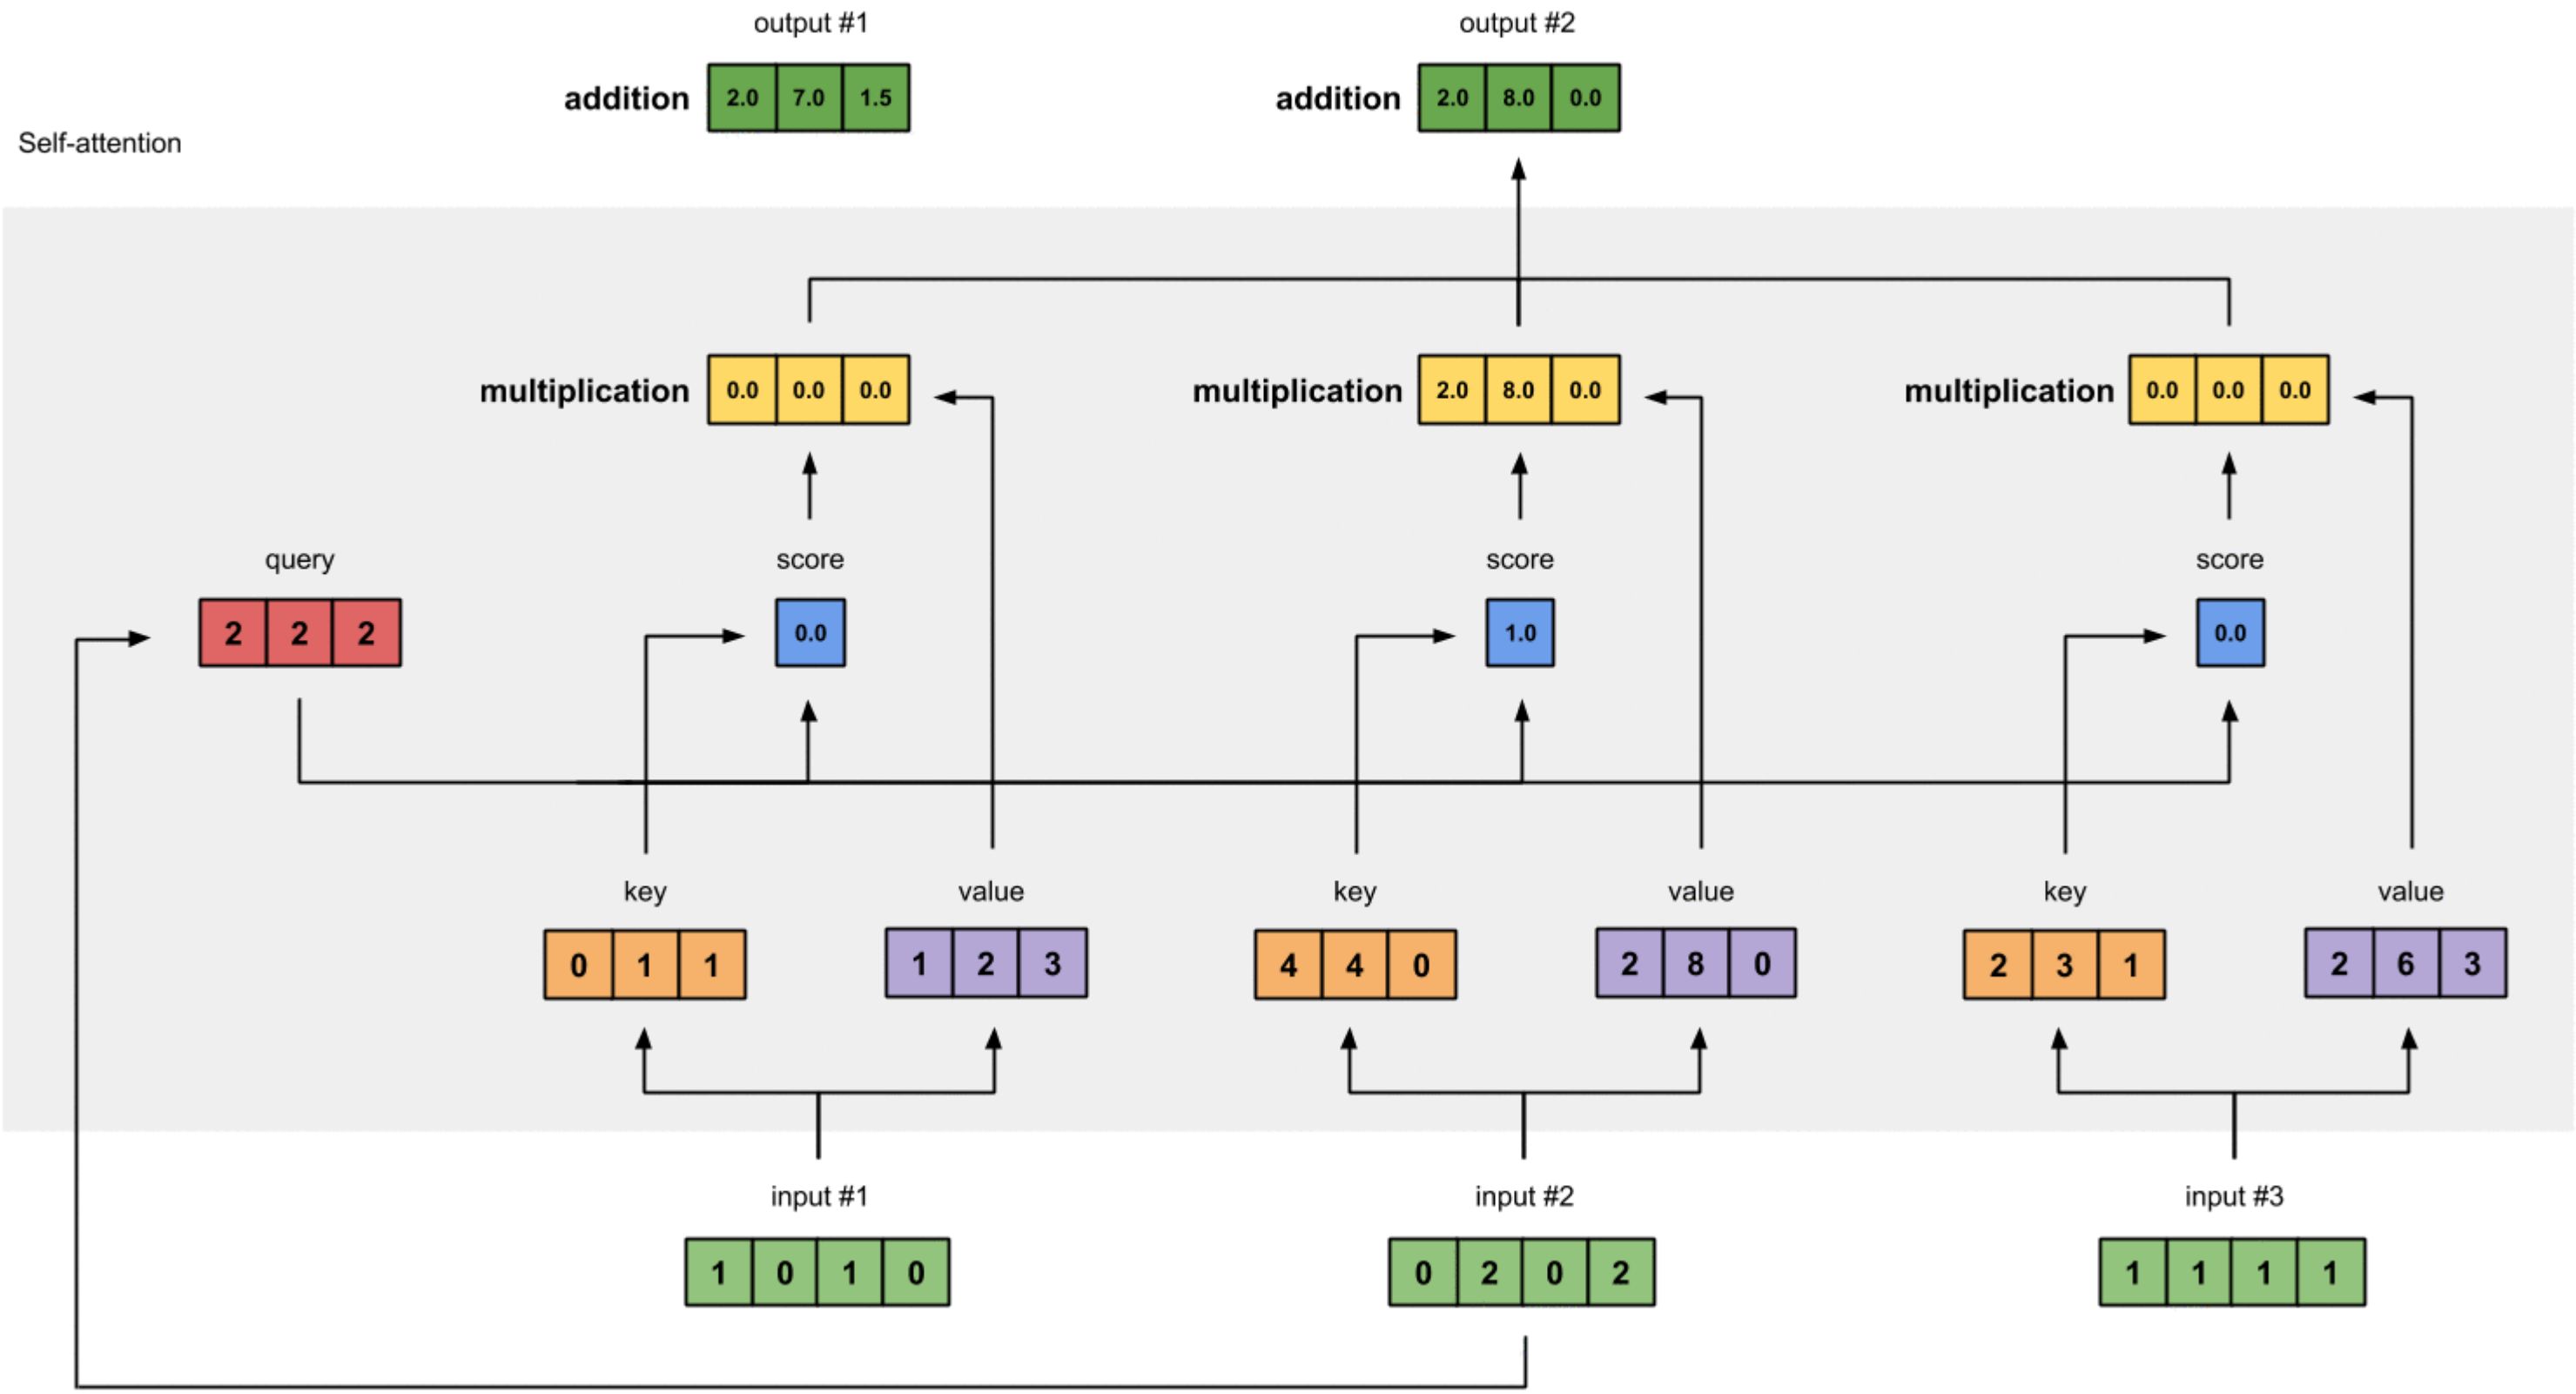 output #1 output #2
addition 2.0 7.0 1.5 addition 2.0 8.0 0.0
Self-attention
multiplication 0.0 0.0 0.0 multiplication 2.0 8.0 0.0 multiplication 0.0 0.0 0.0
query score score score
2 2 2 0.0 1.0 0.0
key value key value key value
0 1 1 1 2 3 4 4 0 2 8 0 2 3 1 2 6 3
input #1 input #2 input #3
1 0 1 0 0 2 0 2 1 1 1 1